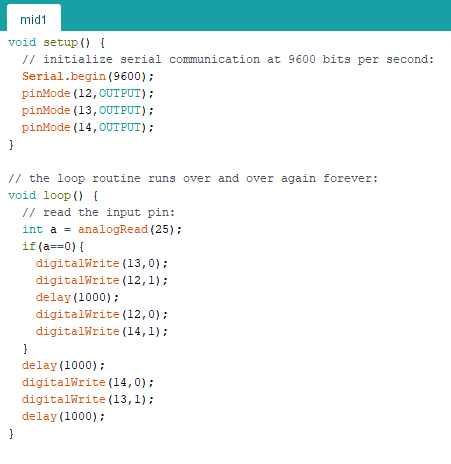 mid1
void setup() {
  // initialize serial communication at 9600 bits per second:
  Serial.begin(9600);
  pinMode(12,OUTPUT);
  pinMode(13,OUTPUT);
  pinMode(14,OUTPUT);
}

// the loop routine runs over and over again forever:
void loop() {
  // read the input pin:
  int a = analogRead(25);
  if(a==0){
    digitalWrite(13,0);
    digitalWrite(12,1);
    delay(1000);
    digitalWrite(12,0);
    digitalWrite(14,1);
  }
  delay(1000);
  digitalWrite(14,0);
  digitalWrite(13,1);
  delay(1000);
}